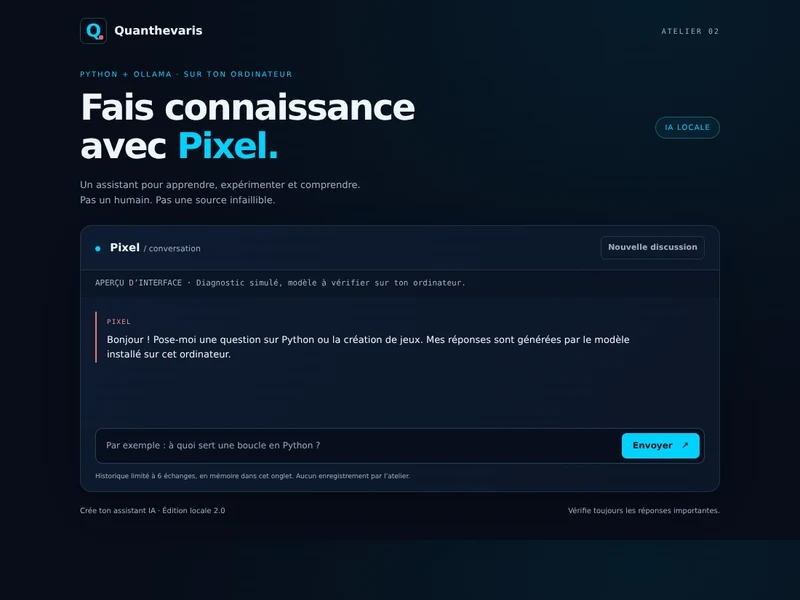 Q
Quanthevaris
ATELIER 02
PYTHON + OLLAMA · SUR TON ORDINATEUR
Fais connaissance
avec Pixel.
IA LOCALE
Un assistant pour apprendre, expérimenter et comprendre.
Pas un humain. Pas une source infaillible.
Pixel / conversation
Nouvelle discussion
APERÇU D’INTERFACE · Diagnostic simulé, modèle à vérifier sur ton ordinateur.
PIXEL
Bonjour ! Pose-moi une question sur Python ou la création de jeux. Mes réponses sont générées par le modèle
installé sur cet ordinateur.
Par exemple : à quoi sert une boucle en Python ?
Envoyer ↗
Historique limité à 6 échanges, en mémoire dans cet onglet. Aucun enregistrement par l’atelier.
Crée ton assistant IA · Édition locale 2.0
Vérifie toujours les réponses importantes.